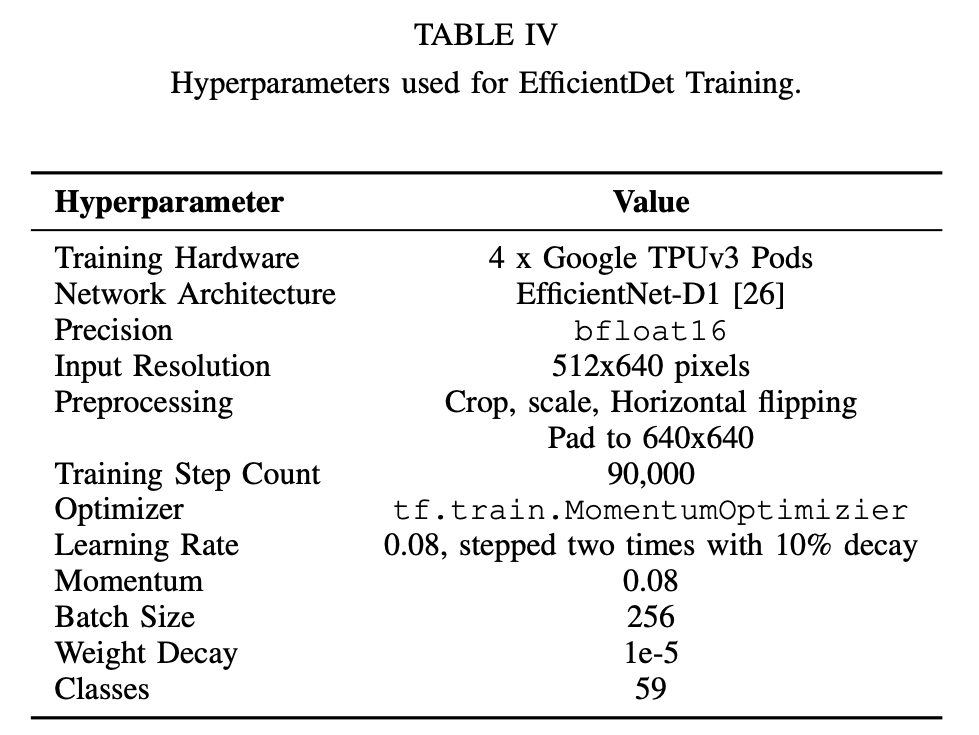 TABLE IV
Hyperparameters used for EfficientDet Training.
Hyperparameter Value
Training Hardware 4 x Google TPUv3 Pods
Network Architecture EfficientNet-D1 [26]
Precision bfloat16
Input Resolution 512x640 pixels
Preprocessing Crop, scale, Horizontal flipping
Pad to 640x640
Training Step Count 90,000
Optimizer tf.train.MomentumOptimizier
Learning Rate 0.08, stepped two times with 10% decay
Momentum 0.08
Batch Size 256
Weight Decay 1e-5
Classes 59